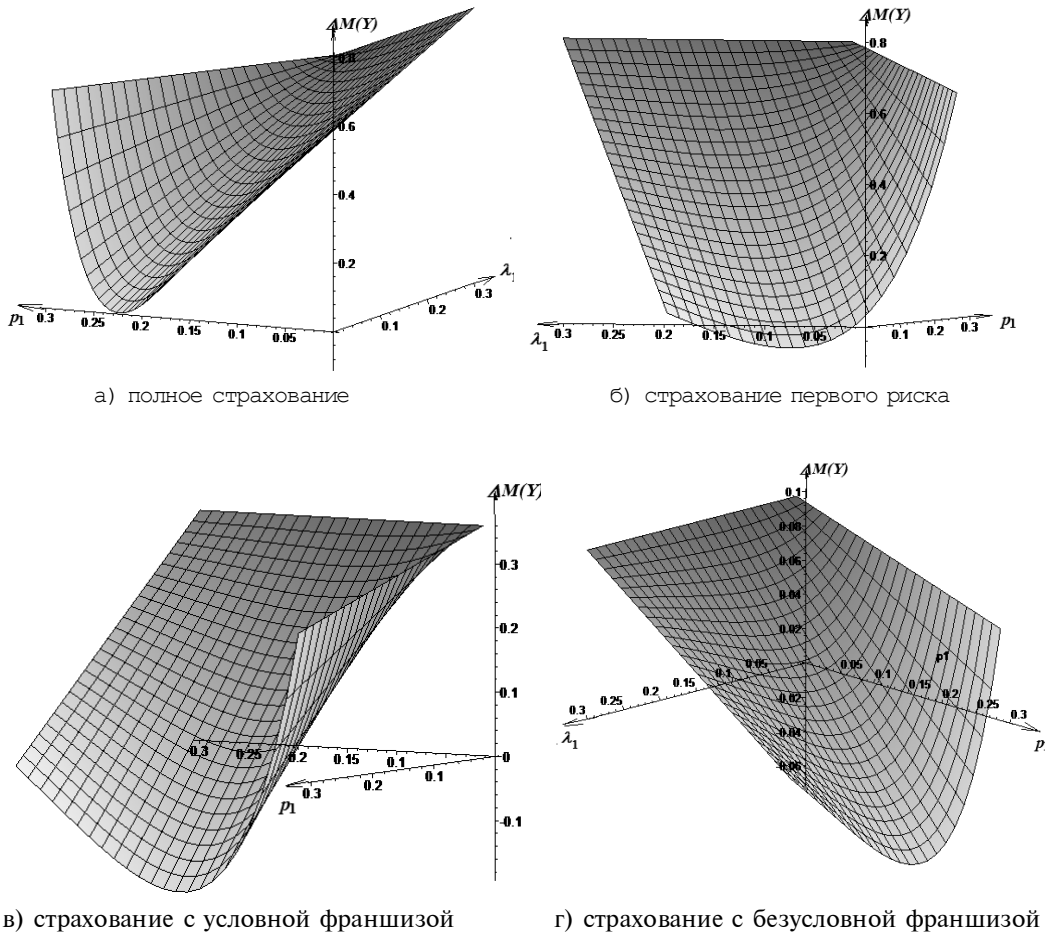 ΔM(Y)
0.8
0.6
0.4
0.2
λ1
0.3
0.2
0.1
p1 0.3 0.25 0.2 0.15 0.1 0.05
а) полное страхование
ΔM(Y)
0.8
0.6
0.4
0.2
λ1 0.3 0.2 0.15 0.1 0.05 0.1 0.2 0.3 p1
б) страхование первого риска
ΔM(Y)
0.3
0.2
0.1
0
0.1
0.3 0.25 0.2 0.15 0.1
p1 0.3 0.2 0.1
в) страхование с условной франшизой
ΔM(Y)
0.1
0.08
0.06
0.04
0.02
0.02
0.04
0.06
λ1 0.3 0.25 0.2 0.15 0.1 0.05
0.05 0.1 0.15 0.2 0.25 0.3
p1
p
г) страхование с безусловной франшизой